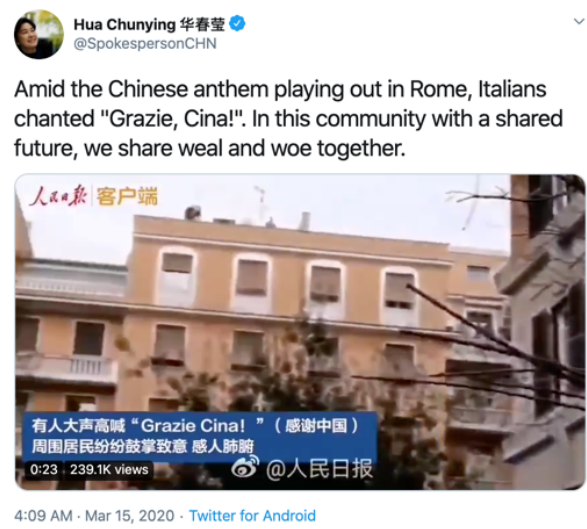 Hua Chunying 华春莹
@SpokespersonCHN
Amid the Chinese anthem playing out in Rome, Italians
chanted "Grazie, Cina!". In this community with a shared
future, we share weal and woe together.
人民日报 客户端
有人大声高喊“Grazie Cina！”（感谢中国）
周围居民纷纷鼓掌致意 感人肺腑
0:23 239.1K views
@人民日报
4:09 AM · Mar 15, 2020 · Twitter for Android